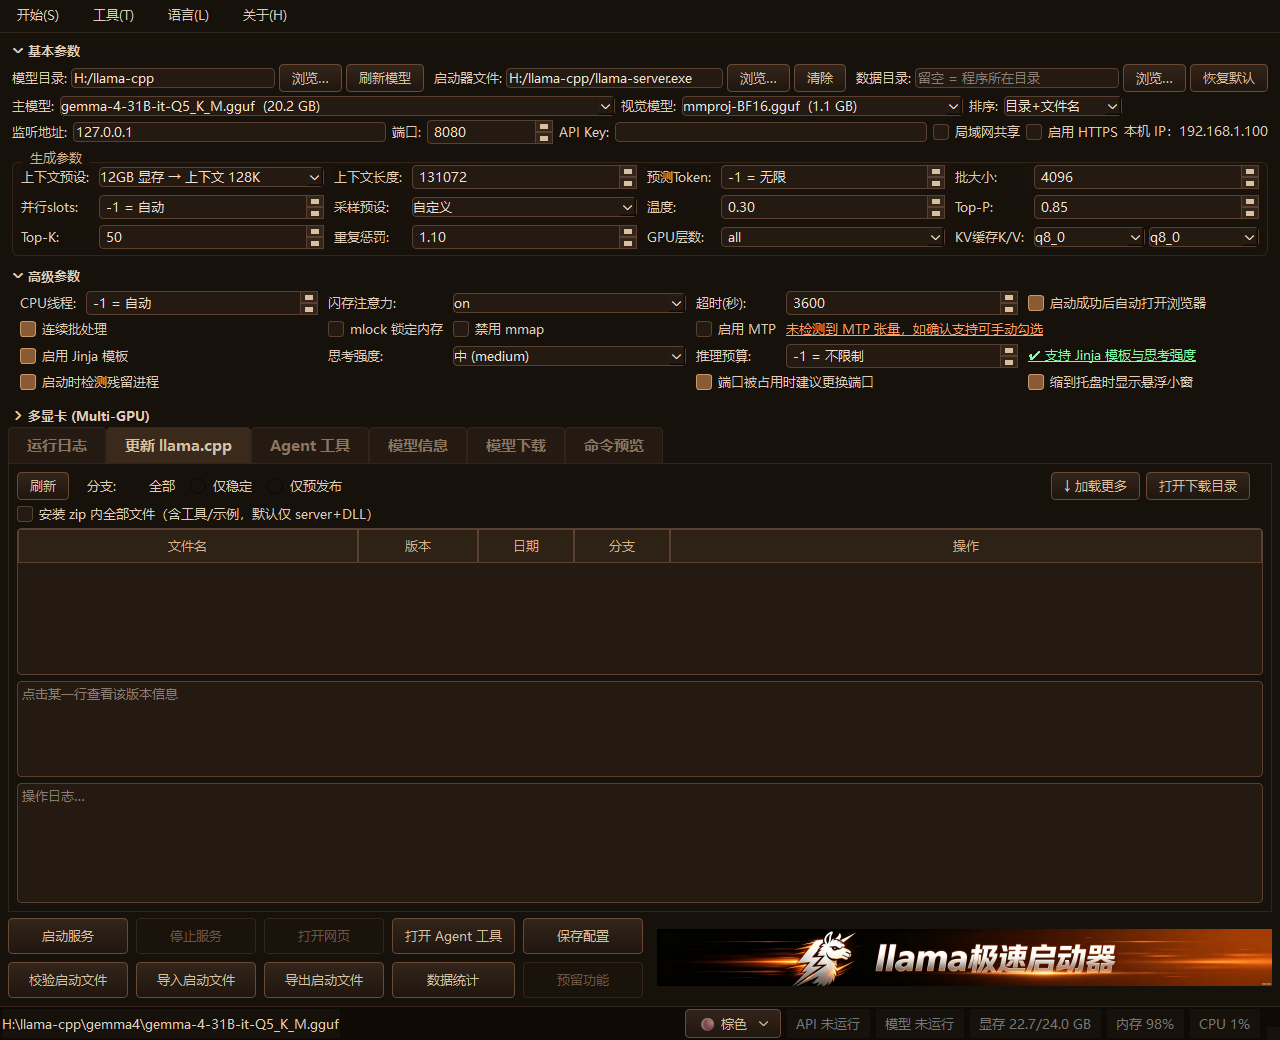 开始(S) 工具(T) 语言(L) 关于(H)
基本参数
模型目录: H:/llama-cpp 浏览... 刷新模型 启动器文件: H:/llama-cpp/llama-server.exe 浏览... 清除 数据目录: 留空 = 程序所在目录 浏览... 恢复默认
主模型: gemma-4-31B-it-Q5_K_M.gguf (20.2 GB) 视觉模型: mmproj-BF16.gguf (1.1 GB) 排序: 目录+文件名
监听地址: 127.0.0.1 端口: 8080 API Key: 局域网共享 启用 HTTPS 本机 IP: 192.168.1.100
生成参数
上下文预设: 12GB 显存 → 上下文 128K 上下文长度: 131072 预测Token: -1 = 无限 批大小: 4096
并行slots: -1 = 自动 采样预设: 自定义 温度: 0.30 Top-P: 0.85
Top-K: 50 重复惩罚: 1.10 GPU层数: all KV缓存K/V: q8_0 q8_0
高级参数
CPU线程: -1 = 自动 闪存注意力: on 超时(秒): 3600 启动成功后自动打开浏览器
连续批处理 mlock 锁定内存 禁用 mmap 启用 MTP 未检测到 MTP 张量，如确认支持可手动勾选
启用 Jinja 模板 思考强度: 中 (medium) 推理预算: -1 = 不限制 ✔ 支持 Jinja 模板与思考强度
启动时检测残留进程 端口被占用时建议更换端口 缩到托盘时显示悬浮小窗
多显卡 (Multi-GPU)
运行日志 更新 llama.cpp Agent 工具 模型信息 模型下载 命令预览
刷新 分支: 全部 仅稳定 仅预发布 ↓ 加载更多 打开下载目录
安装 zip 内全部文件（含工具/示例，默认仅 server+DLL）
文件名 版本 日期 分支 操作
点击某一行查看该版本信息
操作日志...
启动服务 停止服务 打开网页 打开 Agent 工具 保存配置
llama极速启动器
校验启动文件 导入启动文件 导出启动文件 数据统计 预留功能
H:\llama-cpp\gemma4\gemma-4-31B-it-Q5_K_M.gguf 棕色 API 未运行 模型 未运行 显存 22.7/24.0 GB 内存 98% CPU 1%